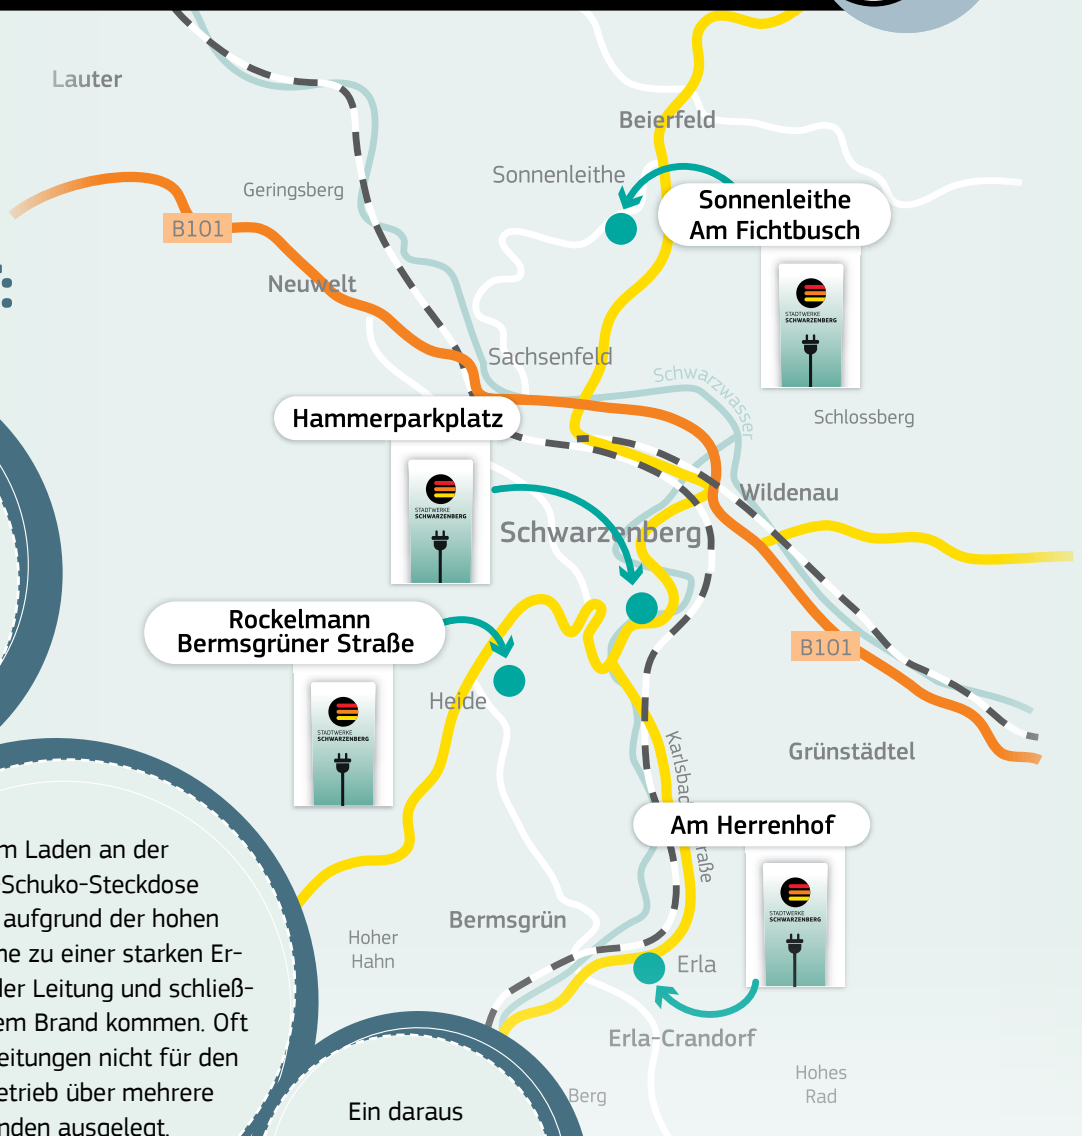 Lauter
Beierfeld
Sonnenleithe
Geringsberg
Sonnenleithe
Am Fichtbusch
B101
Neuwelt
STADTWERKE
SCHWARZENBERG
Sachsenfeld
Schwarzwasser
Hammerparkplatz
Schlossberg
STADTWERKE
SCHWARZENBERG
Wildenau
Schwarzenberg
Rockelmann
Bermsgrüner Straße
B101
Heide
STADTWERKE
SCHWARZENBERG
Grünstädtel
Karlsbad
raße
Am Herrenhof
STADTWERKE
SCHWARZENBERG
Bermsgrün
Hoher
Hahn
Erla
Erla-Crandorf
Hohes
Rad
Berg
m Laden an der
Schuko-Steckdose
aufgrund der hohen
me zu einer starken Er-
der Leitung und schließ-
em Brand kommen. Oft
eitungen nicht für den
etrieb über mehrere
nden ausgelegt.
Ein daraus